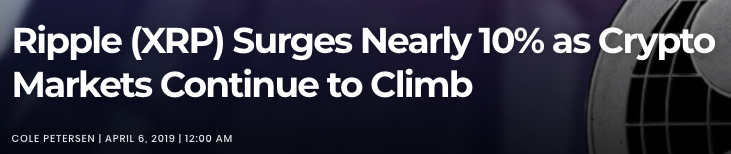 Ripple (XRP) Surges Nearly 10% as Crypto
Markets Continue to Climb
COLE PETERSEN | APRIL 6, 2019 | 12:00 AM